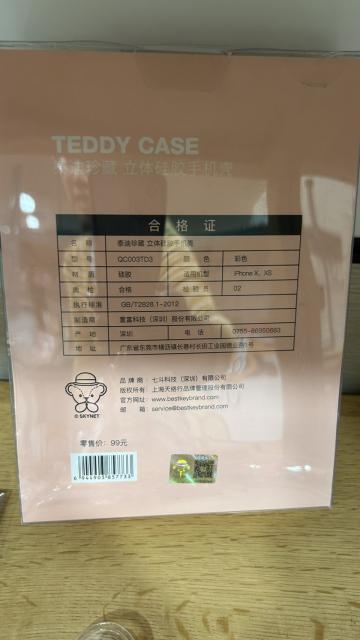 TEDDY CASE
泰迪珍藏 立体硅胶手机壳
合 格 证
名 称 泰迪珍藏 立体硅胶手机壳
型 号 QC003TD3 颜 色 彩色
材 质 硅胶 适用机型 iPhone X、XS
质 检 合格 检 验 员 02
执行标准 GB/T2828.1-2012
制造商 置富科技（深圳）股份有限公司
产 地 深圳 电 话
地 址 广东省东莞市横沥镇长巷村长田工业园
品 牌 商：七斗科技（深圳）有限公司
版权所有：上海天络行品牌管理股份有限公司
官方网址：www.bestkeybrand.com
邮 箱：service@bestkeybrand.com
© SKYNET
零售价：99元